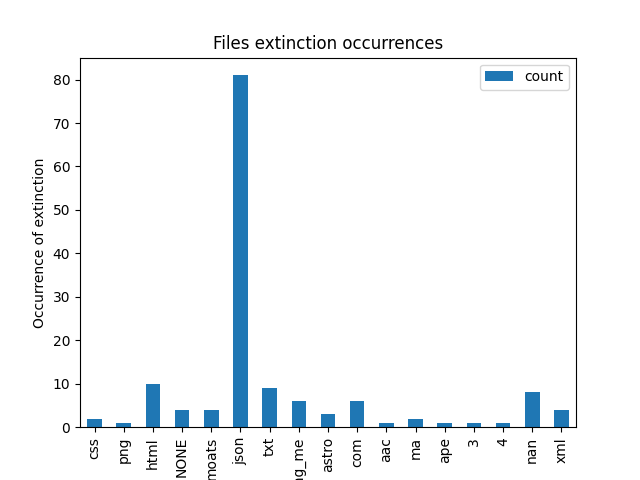 Files extinction occurrences
count
Occurrence of extinction
80
70
60
50
40
30
20
10
0
css
png
html
NONE
moats
json
txt
astro
com
aac
ma
ape
3
4
nan
xml